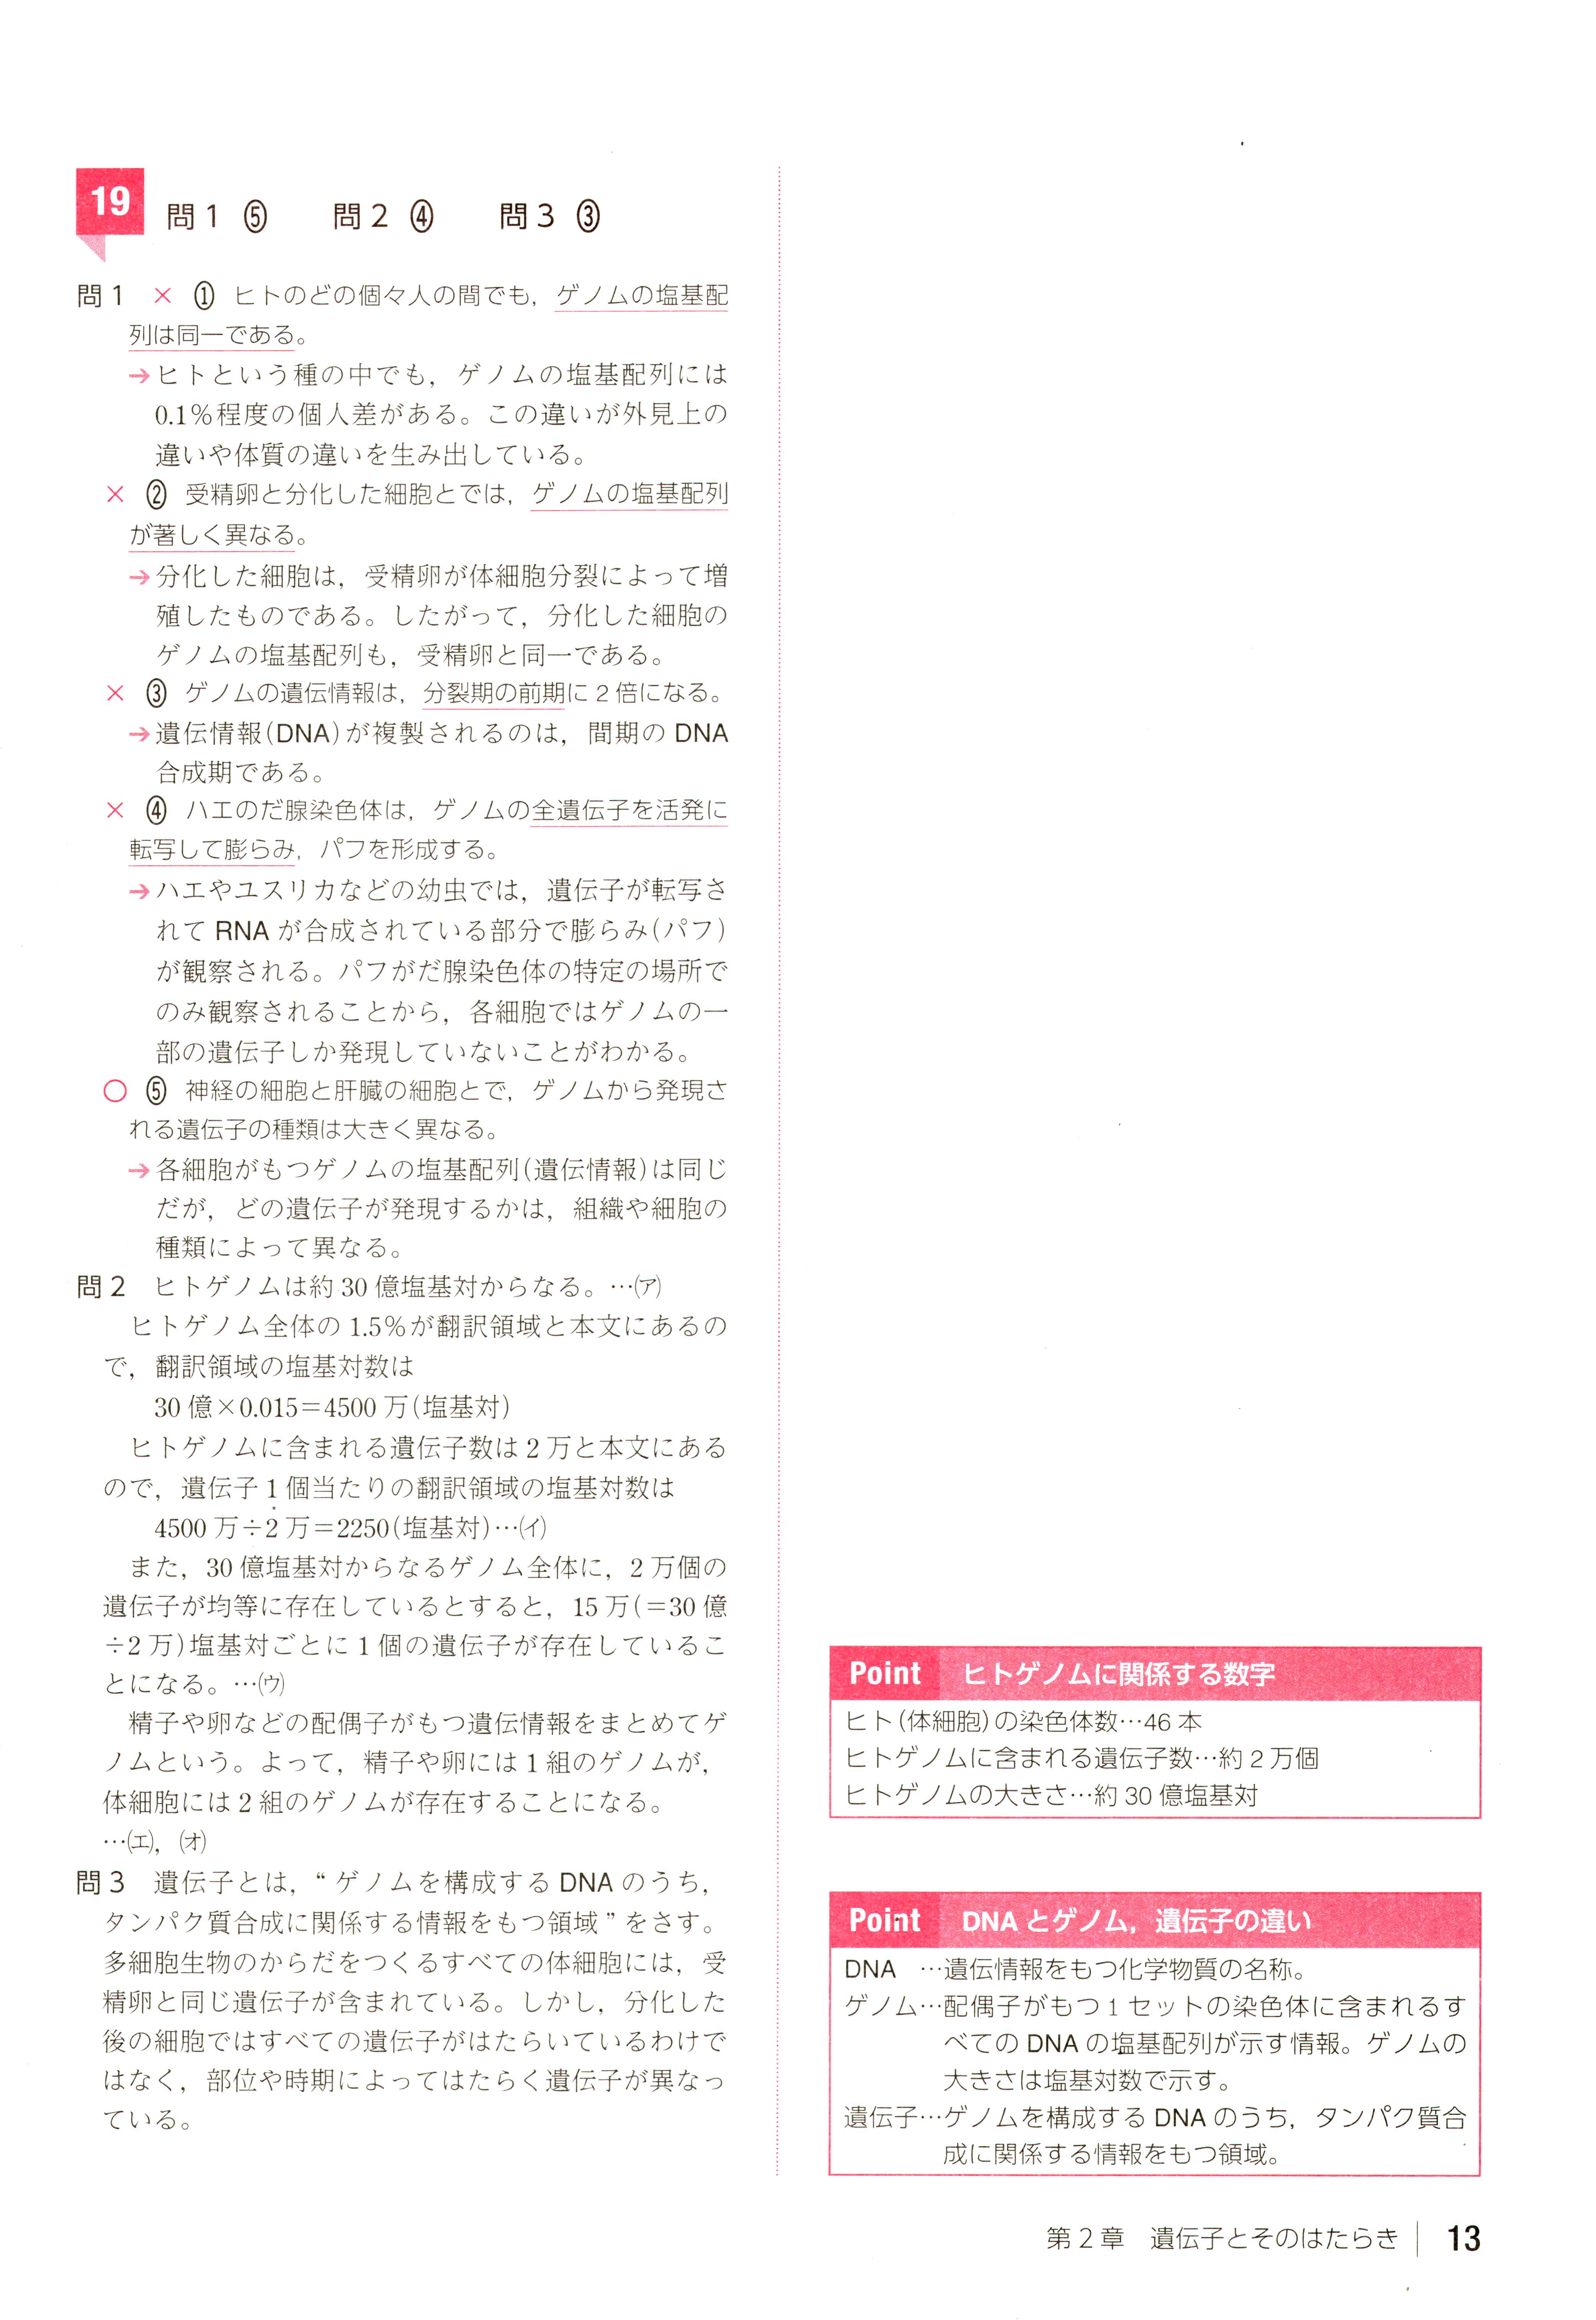 19 問1 ⑤ 問2 ④ 問3 ③
問1 × ① ヒトのどの個々人の間でも，ゲノムの塩基配
列は同一である。
→ヒトという種の中でも，ゲノムの塩基配列には
0.1％程度の個人差がある。この違いが外見上の
違いや体質の違いを生み出している。
× ② 受精卵と分化した細胞とでは，ゲノムの塩基配列
が著しく異なる。
→分化した細胞は，受精卵が体細胞分裂によって増
殖したものである。したがって，分化した細胞の
ゲノムの塩基配列も，受精卵と同一である。
× ③ ゲノムの遺伝情報は，分裂期の前期に2倍になる。
→遺伝情報(DNA)が複製されるのは，間期のDNA
合成期である。
× ④ ハエのだ腺染色体は，ゲノムの全遺伝子を活発に
転写して膨らみ，パフを形成する。
→ハエやユスリカなどの幼虫では，遺伝子が転写さ
れてRNAが合成されている部分で膨らみ(パフ)
が観察される。パフがだ腺染色体の特定の場所で
のみ観察されることから，各細胞ではゲノムの一
部の遺伝子しか発現していないことがわかる。
○ ⑤ 神経の細胞と肝臓の細胞とで，ゲノムから発現さ
れる遺伝子の種類は大きく異なる。
→各細胞がもつゲノムの塩基配列(遺伝情報)は同じ
だが，どの遺伝子が発現するかは，組織や細胞の
種類によって異なる。
問2 ヒトゲノムは約30億塩基対からなる。…(ア)
ヒトゲノム全体の1.5％が翻訳領域と本文にあるの
で，翻訳領域の塩基対数は
30億×0.015＝4500万(塩基対)
ヒトゲノムに含まれる遺伝子数は2万と本文にある
ので，遺伝子1個当たりの翻訳領域の塩基対数は
4500万÷2万＝2250(塩基対)…(イ)
また，30億塩基対からなるゲノム全体に，2万個の
遺伝子が均等に存在しているとすると，15万(＝30億
÷2万)塩基対ごとに1個の遺伝子が存在しているこ
とになる。…(ウ)
精子や卵などの配偶子がもつ遺伝情報をまとめてゲ
ノムという。よって，精子や卵には1組のゲノムが，
体細胞には2組のゲノムが存在することになる。
…(エ)，(オ)
問3 遺伝子とは，“ゲノムを構成するDNAのうち，
タンパク質合成に関係する情報をもつ領域”をさす。
多細胞生物のからだをつくるすべての体細胞には，受
精卵と同じ遺伝子が含まれている。しかし，分化した
後の細胞ではすべての遺伝子がはたらいているわけで
はなく，部位や時期によってはたらく遺伝子が異なっ
ている。
Point ヒトゲノムに関係する数字
ヒト(体細胞)の染色体数…46本
ヒトゲノムに含まれる遺伝子数…約2万個
ヒトゲノムの大きさ…約30億塩基対
Point DNAとゲノム，遺伝子の違い
DNA …遺伝情報をもつ化学物質の名称。
ゲノム…配偶子がもつ1セットの染色体に含まれるす
べてのDNAの塩基配列が示す情報。ゲノムの
大きさは塩基対数で示す。
遺伝子…ゲノムを構成するDNAのうち，タンパク質合
成に関係する情報をもつ領域。
第2章 遺伝子とそのはたらき 13